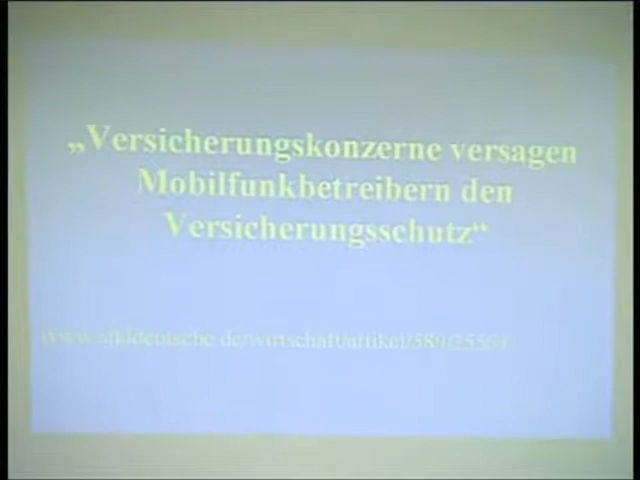 „Versicherungskonzerne versagen
Mobilfunkbetreibern den
Versicherungsschutz“